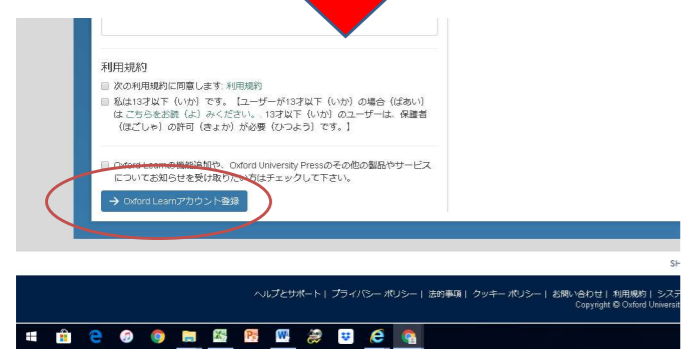 利用規約
次の利用規約に同意します: 利用規約
私は13才以下（いか）です。【ユーザーが13才以下（いか）の場合（ばあい）
は こちらをお読（よ）みください。. 13才以下（いか）のユーザーは、保護者
（ほごしゃ）の許可（きょか）が必要（ひつよう）です。】
Oxford Learnの機能追加や、Oxford University Pressのその他の製品やサービス
についてお知らせを受け取りたい方はチェックして下さい。
→ Oxford Learnアカウント登録
SH
ヘルプとサポート | プライバシー ポリシー | 法的事項 | クッキー ポリシー | お問い合わせ | 利用規約 | システ
Copyright © Oxford Universit